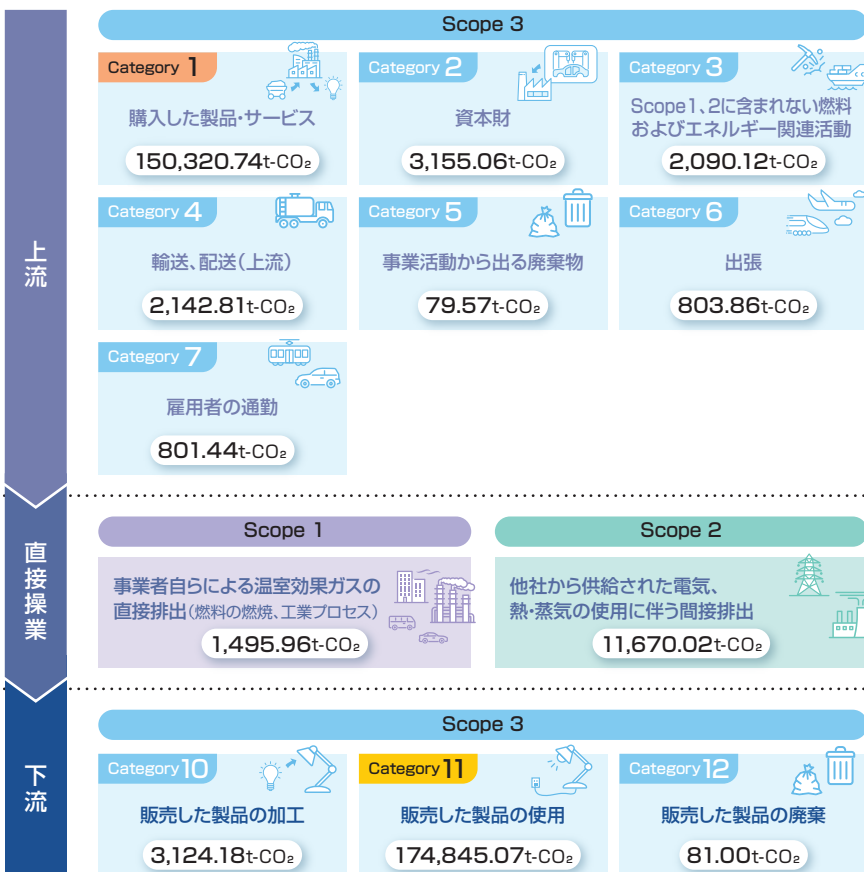 上流
Scope 3
Category 1
購入した製品・サービス
150,320.74t-CO₂
Category 2
資本財
3,155.06t-CO₂
Category 3
Scope1、2に含まれない燃料
およびエネルギー関連活動
2,090.12t-CO₂
Category 4
輸送、配送（上流）
2,142.81t-CO₂
Category 5
事業活動から出る廃棄物
79.57t-CO₂
Category 6
出張
803.86t-CO₂
Category 7
雇用者の通勤
801.44t-CO₂
直接操業
Scope 1
事業者自らによる温室効果ガスの
直接排出（燃料の燃焼、工業プロセス）
1,495.96t-CO₂
Scope 2
他社から供給された電気、
熱・蒸気の使用に伴う間接排出
11,670.02t-CO₂
下流
Scope 3
Category 10
販売した製品の加工
3,124.18t-CO₂
Category 11
販売した製品の使用
174,845.07t-CO₂
Category 12
販売した製品の廃棄
81.00t-CO₂